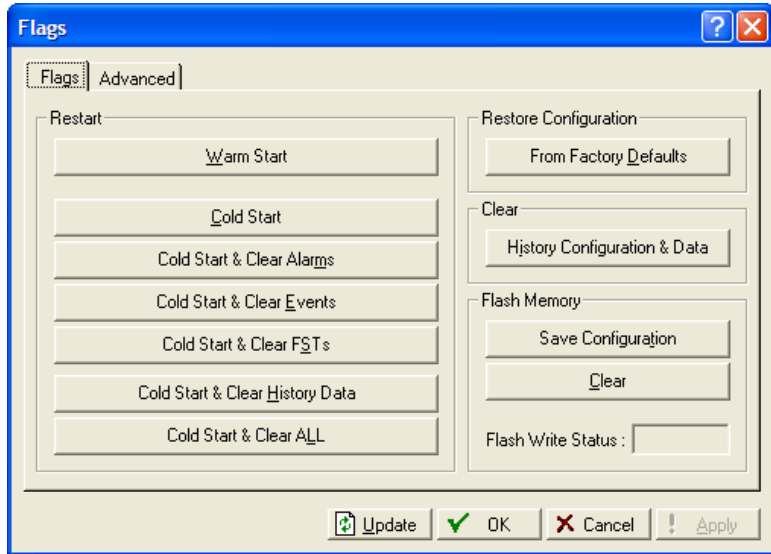 Flags
Flags Advanced
Restart
Warm Start
Cold Start
Cold Start & Clear Alarms
Cold Start & Clear Events
Cold Start & Clear FSTs
Cold Start & Clear History Data
Cold Start & Clear ALL
Restore Configuration
From Factory Defaults
Clear
History Configuration & Data
Flash Memory
Save Configuration
Clear
Flash Write Status :
Update OK Cancel Apply